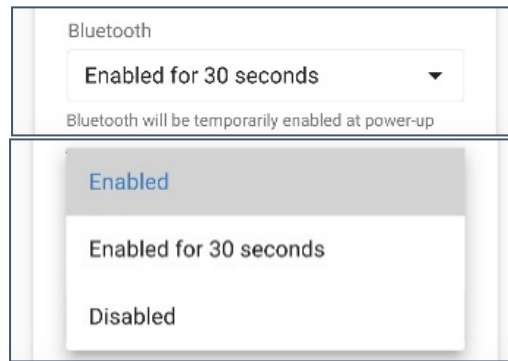 Bluetooth
Enabled for 30 seconds
Bluetooth will be temporarily enabled at power-up
Enabled
Enabled for 30 seconds
Disabled